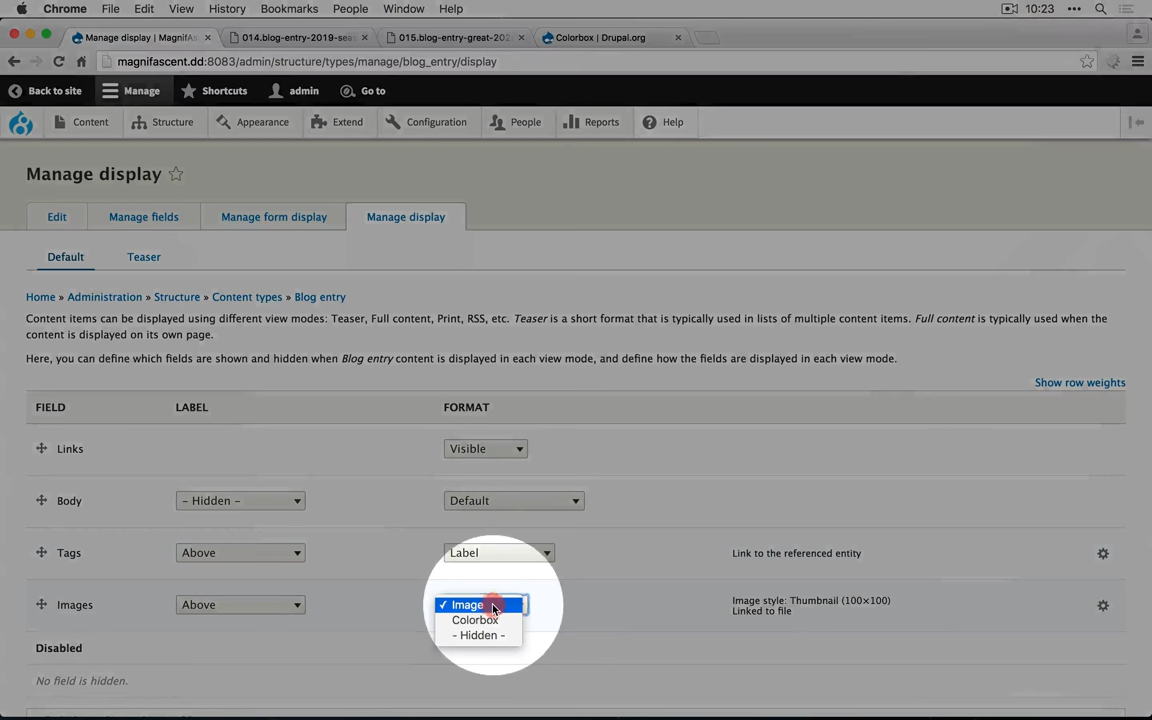 Chrome File Edit View History Bookmarks People Window Help 10:23
Manage display | Magnif 014.blog-entry-2019-sea 015.blog-entry-great-202 Colorbox | Drupal.org
magnifascent.dd:8083/admin/structure/types/manage/blog_entry/display
Back to site Manage Shortcuts admin Go to
Content Structure Appearance Extend Configuration People Reports Help
Manage display
Edit Manage fields Manage form display Manage display
Default Teaser
Home » Administration » Structure » Content types » Blog entry
Content items can be displayed using different view modes: Teaser, Full content, Print, RSS, etc. Teaser is a short format that is typically used in lists of multiple content items. Full content is typically used when the
content is displayed on its own page.
Here, you can define which fields are shown and hidden when Blog entry content is displayed in each view mode, and define how the fields are displayed in each view mode.
Show row weights
FIELD LABEL FORMAT
Links Visible
Body - Hidden - Default
Tags Above Label Link to the referenced entity
Images Above Image Image style: Thumbnail (100×100)
Linked to file
Colorbox
- Hidden -
Disabled
No field is hidden.